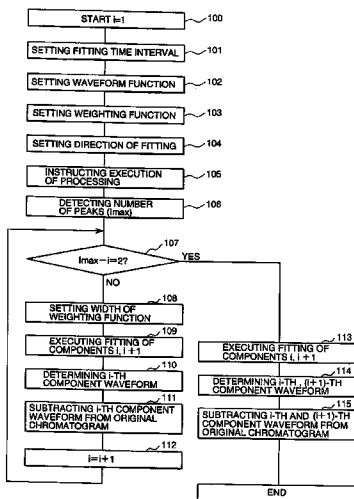 START i=1
100
SETTING FITTING TIME INTERVAL
101
SETTING WAVEFORM FUNCTION
102
SETTING WEIGHTING FUNCTION
103
SETTING DIRECTION OF FITTING
104
INSTRUCTING EXECUTION
OF PROCESSING
105
DETECTING NUMBER
OF PEAKS (Imax)
106
107
Imax−i=2?
YES
NO
108
SETTING WIDTH OF
WEIGHTING FUNCTION
109
EXECUTING FITTING OF
COMPONENTS i, i+1
110
DETERMINING i-TH
COMPONENT WAVEFORM
111
SUBTRACTING i-TH COMPONENT
WAVEFORM FROM ORIGINAL
CHROMATOGRAM
112
i=i+1
113
EXECUTING FITTING OF
COMPONENTS i, i+1
114
DETERMINING i-TH, (i+1)-TH
COMPONENT WAVEFORM
115
SUBTRACTING i-TH AND (i+1)-TH
COMPONENT WAVEFORM FROM
ORIGINAL CHROMATOGRAM
END